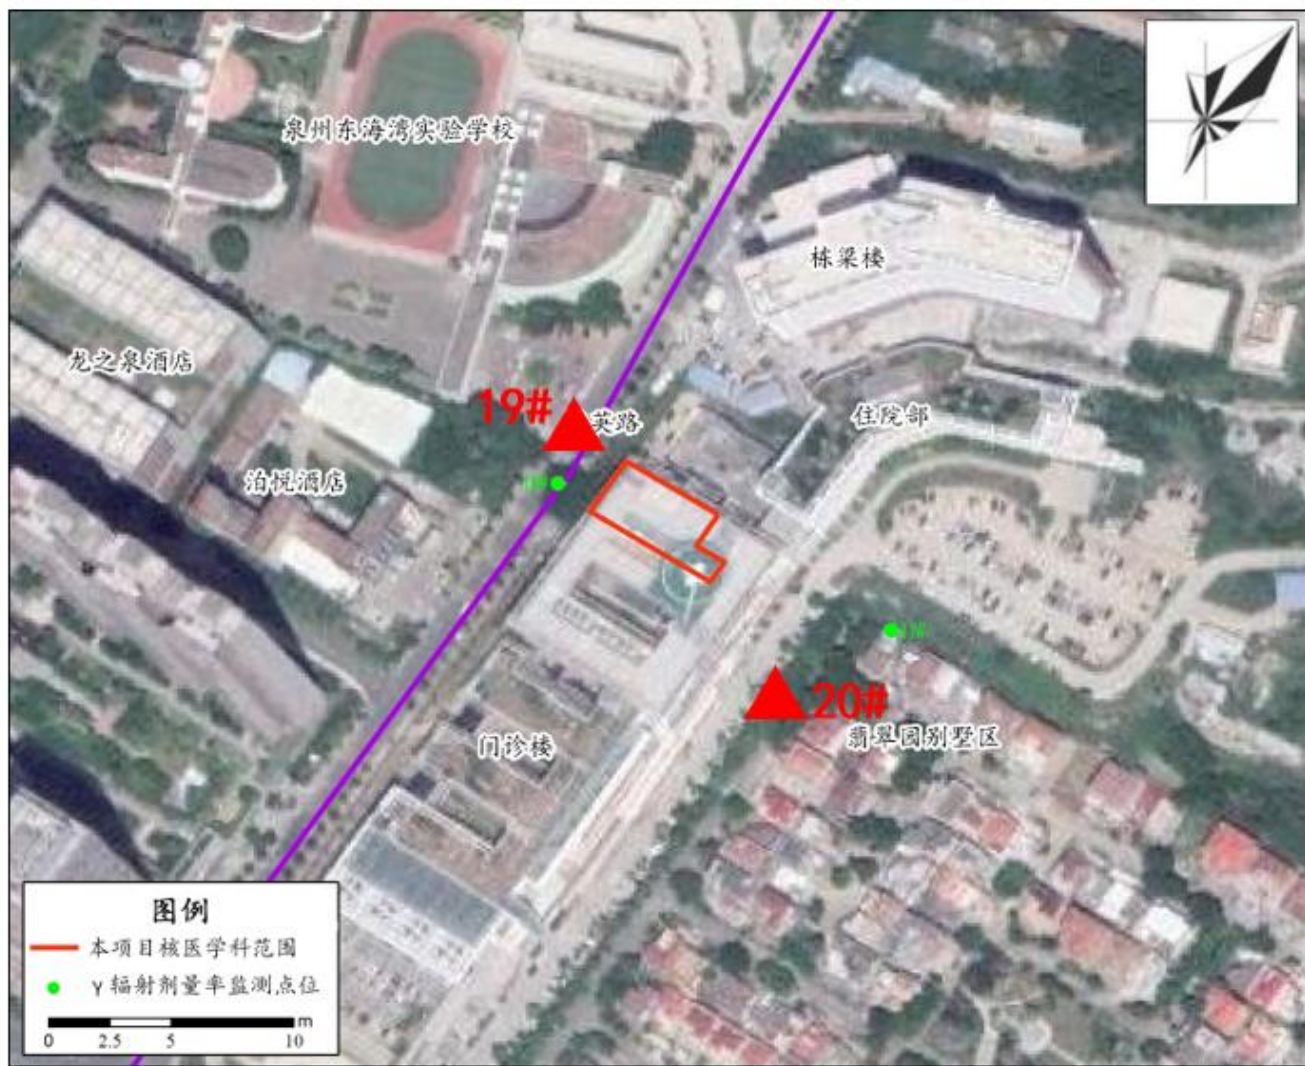 泉州东海湾实验学校
栋梁楼
龙之泉酒店
19#
英路
住院部
泊悦酒店
20#
翡翠园别墅区
门诊楼
图例
本项目核医学科范围
γ辐射剂量率监测点位
m
0 2.5 5 10